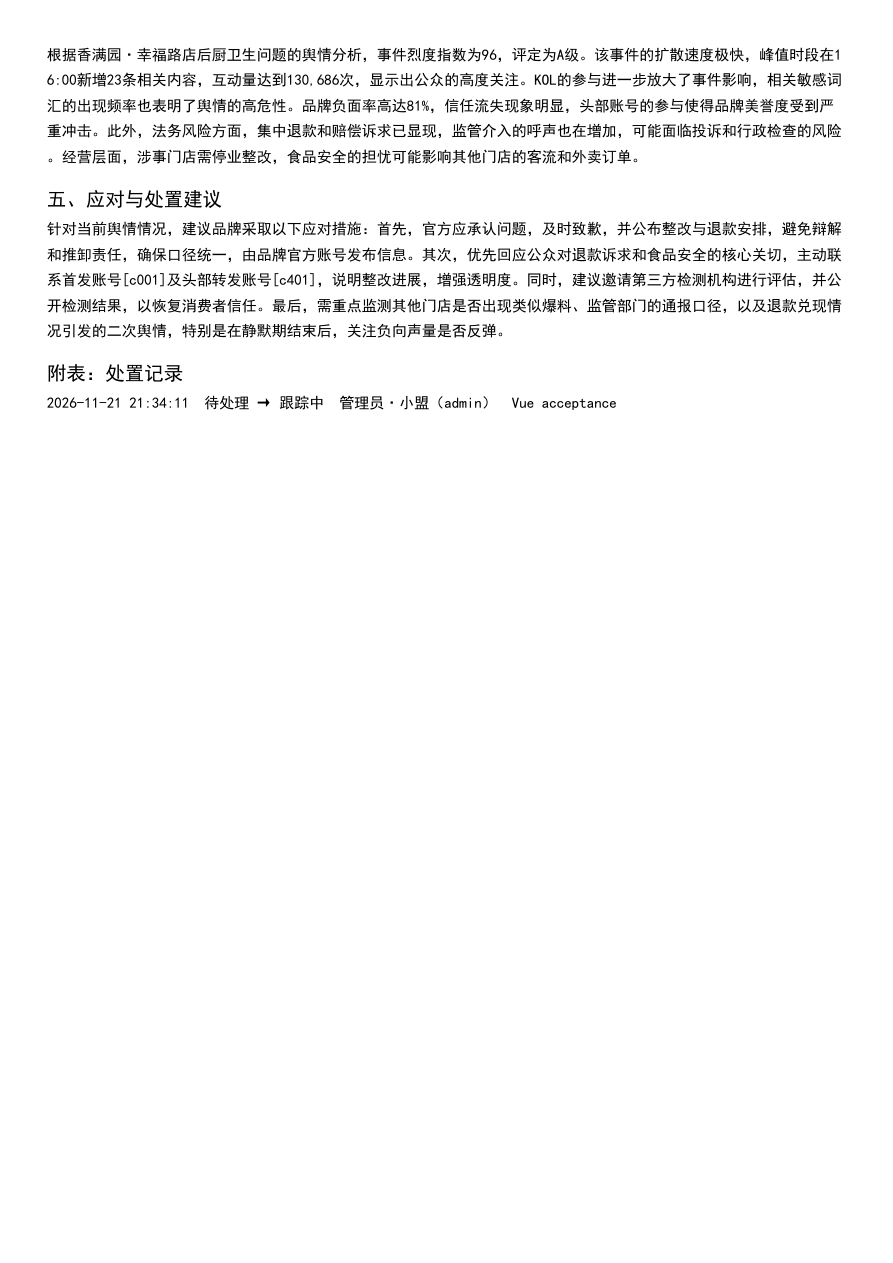 根据香满园·幸福路店后厨卫生问题的舆情分析，事件烈度指数为96，评定为A级。该事件的扩散速度极快，峰值时段在1
6:00新增23条相关内容，互动量达到130,686次，显示出公众的高度关注。KOL的参与进一步放大了事件影响，相关敏感词
汇的出现频率也表明了舆情的高危性。品牌负面率高达81%，信任流失现象明显，头部账号的参与使得品牌美誉度受到严
重冲击。此外，法务风险方面，集中退款和赔偿诉求已显现，监管介入的呼声也在增加，可能面临投诉和行政检查的风险
。经营层面，涉事门店需停业整改，食品安全的担忧可能影响其他门店的客流和外卖订单。
五、应对与处置建议
针对当前舆情情况，建议品牌采取以下应对措施：首先，官方应承认问题，及时致歉，并公布整改与退款安排，避免辩解
和推卸责任，确保口径统一，由品牌官方账号发布信息。其次，优先回应公众对退款诉求和食品安全的核心关切，主动联
系首发账号[c001]及头部转发账号[c401]，说明整改进展，增强透明度。同时，建议邀请第三方检测机构进行评估，并公
开检测结果，以恢复消费者信任。最后，需重点监测其他门店是否出现类似爆料、监管部门的通报口径，以及退款兑现情
况引发的二次舆情，特别是在静默期结束后，关注负向声量是否反弹。
附表：处置记录
2026-11-21 21:34:11  待处理 → 跟踪中  管理员·小盟（admin）  Vue acceptance